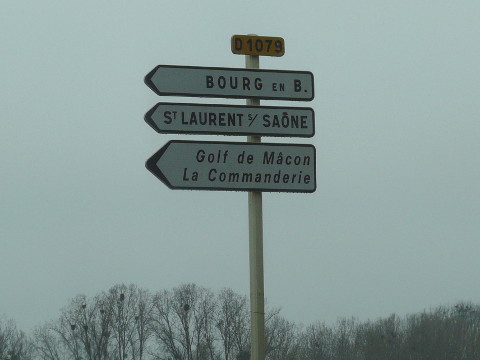 D1079
BOURG EN B.
ST LAURENT S/ SAÔNE
Golf de Mâcon
La Commanderie